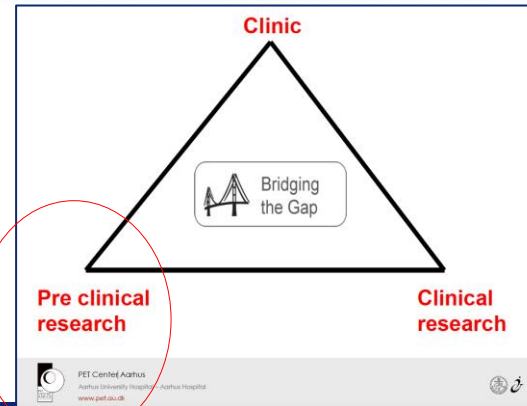 Clinic
Bridging
the Gap
Pre clinical
research
Clinical
research
PET Center Aarhus
Aarhus University Hospital - Aarhus Hospital
www.pet.au.dk